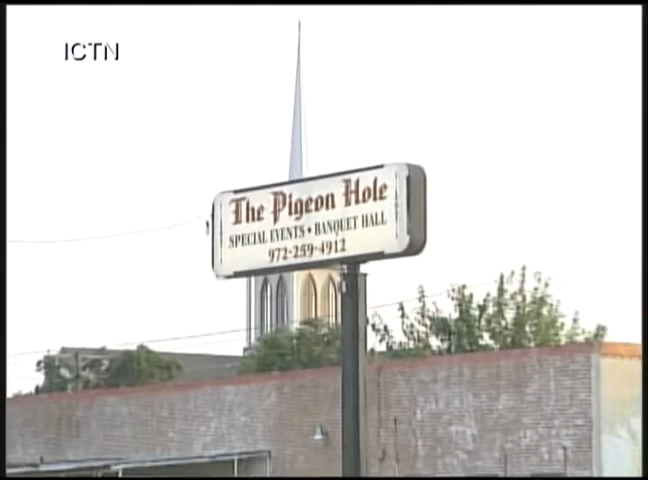 ICTN
The Pigeon Hole
SPECIAL EVENTS • BANQUET HALL
972-259-4912